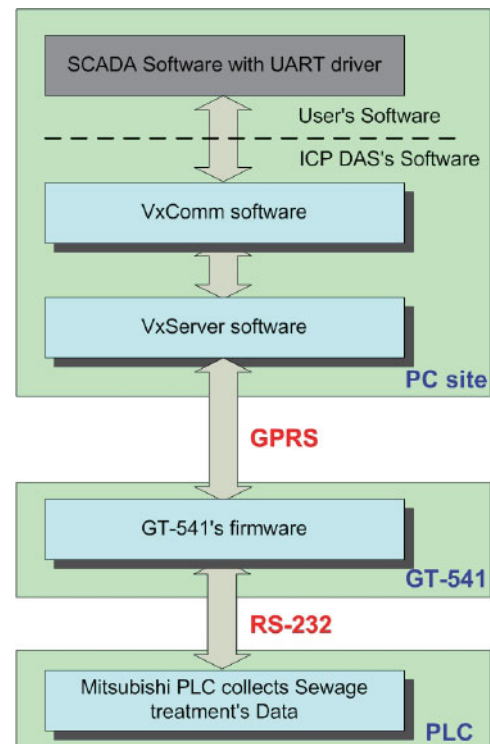 SCADA Software with UART driver
User's Software
ICP DAS's Software
VxComm software
VxServer software
PC site
GPRS
GT-541's firmware
GT-541
RS-232
Mitsubishi PLC collects Sewage
treatment's Data
PLC